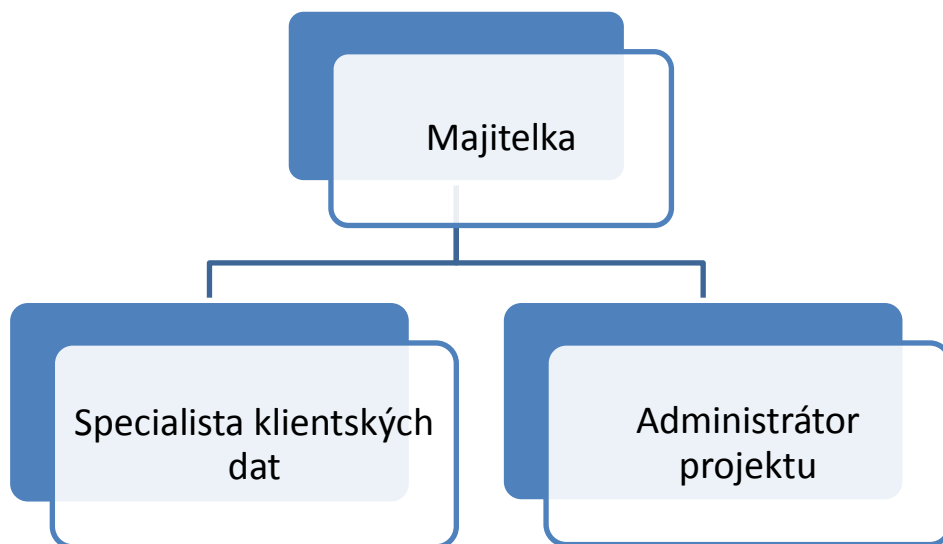 Majitelka
Specialista klientských
dat
Administrátor
projektu